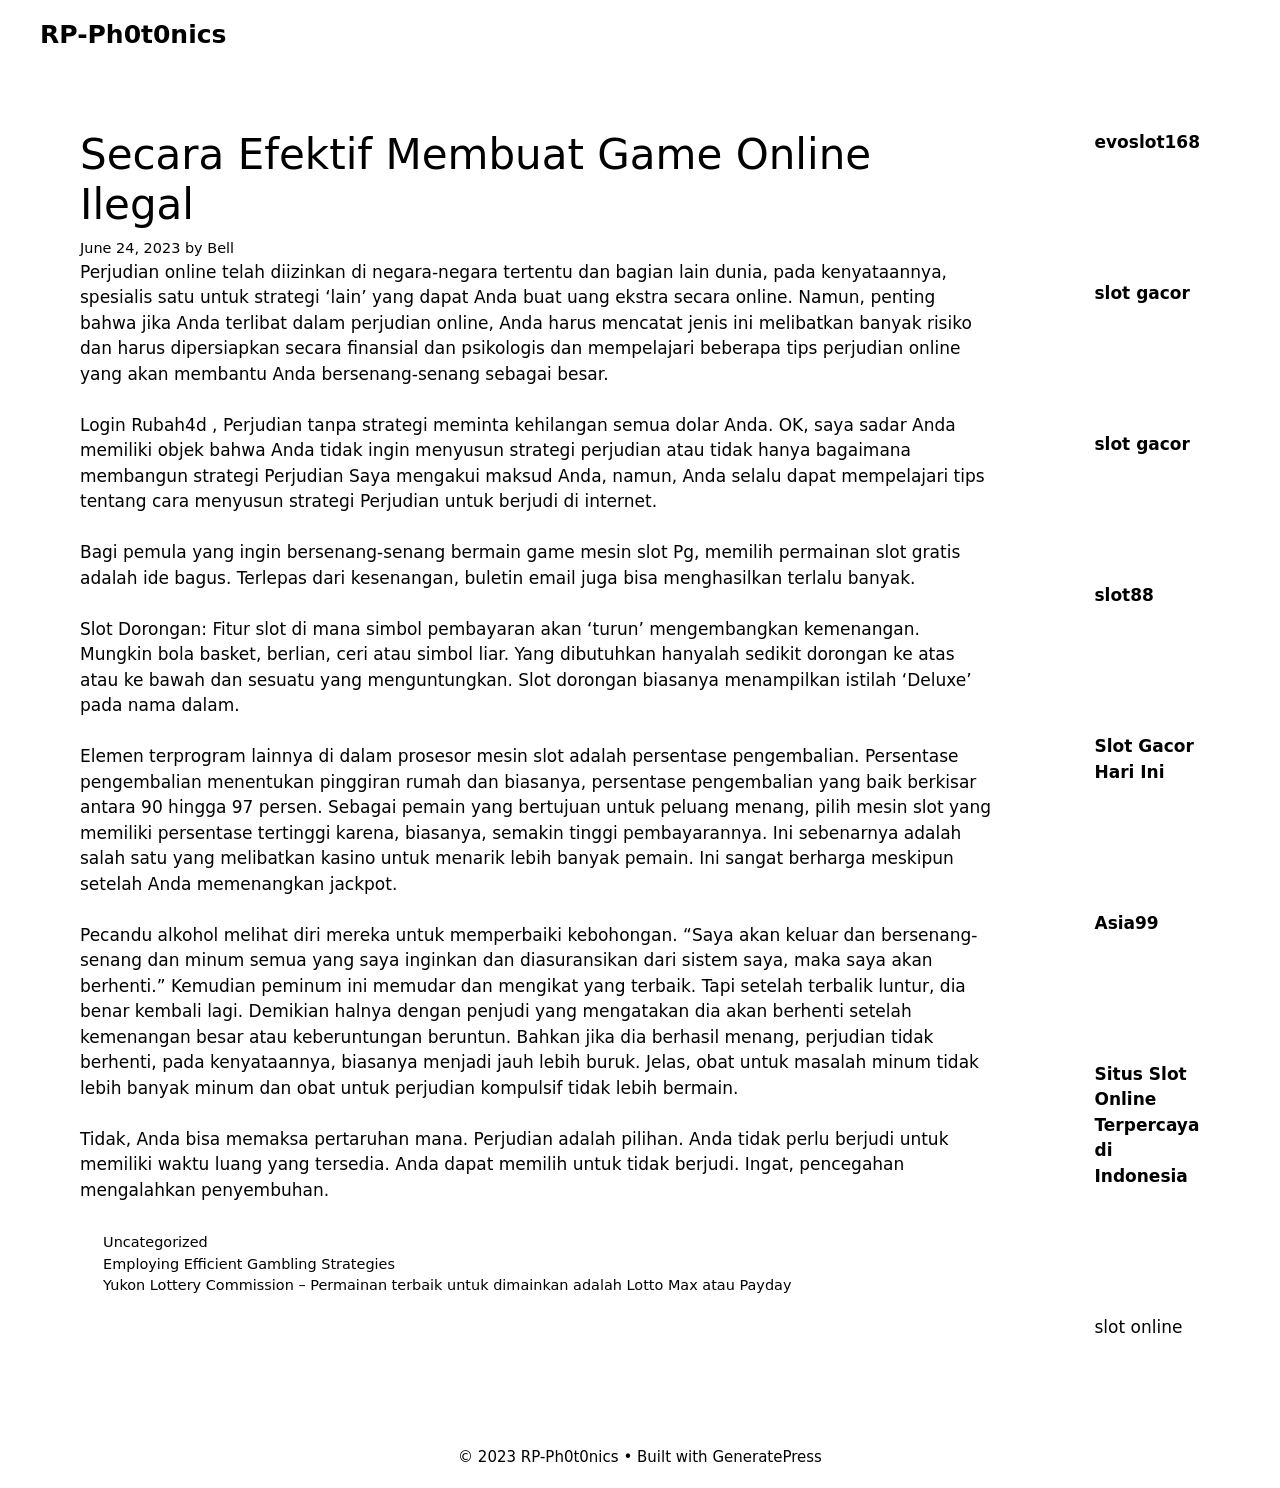 RP-Ph0t0nics
Secara Efektif Membuat Game Online
Ilegal
June 24, 2023 by Bell
Perjudian online telah diizinkan di negara-negara tertentu dan bagian lain dunia, pada kenyataannya,
spesialis satu untuk strategi ‘lain’ yang dapat Anda buat uang ekstra secara online. Namun, penting
bahwa jika Anda terlibat dalam perjudian online, Anda harus mencatat jenis ini melibatkan banyak risiko
dan harus dipersiapkan secara finansial dan psikologis dan mempelajari beberapa tips perjudian online
yang akan membantu Anda bersenang-senang sebagai besar.
Login Rubah4d , Perjudian tanpa strategi meminta kehilangan semua dolar Anda. OK, saya sadar Anda
memiliki objek bahwa Anda tidak ingin menyusun strategi perjudian atau tidak hanya bagaimana
membangun strategi Perjudian Saya mengakui maksud Anda, namun, Anda selalu dapat mempelajari tips
tentang cara menyusun strategi Perjudian untuk berjudi di internet.
Bagi pemula yang ingin bersenang-senang bermain game mesin slot Pg, memilih permainan slot gratis
adalah ide bagus. Terlepas dari kesenangan, buletin email juga bisa menghasilkan terlalu banyak.
Slot Dorongan: Fitur slot di mana simbol pembayaran akan ‘turun’ mengembangkan kemenangan.
Mungkin bola basket, berlian, ceri atau simbol liar. Yang dibutuhkan hanyalah sedikit dorongan ke atas
atau ke bawah dan sesuatu yang menguntungkan. Slot dorongan biasanya menampilkan istilah ‘Deluxe’
pada nama dalam.
Elemen terprogram lainnya di dalam prosesor mesin slot adalah persentase pengembalian. Persentase
pengembalian menentukan pinggiran rumah dan biasanya, persentase pengembalian yang baik berkisar
antara 90 hingga 97 persen. Sebagai pemain yang bertujuan untuk peluang menang, pilih mesin slot yang
memiliki persentase tertinggi karena, biasanya, semakin tinggi pembayarannya. Ini sebenarnya adalah
salah satu yang melibatkan kasino untuk menarik lebih banyak pemain. Ini sangat berharga meskipun
setelah Anda memenangkan jackpot.
Pecandu alkohol melihat diri mereka untuk memperbaiki kebohongan. “Saya akan keluar dan bersenang-
senang dan minum semua yang saya inginkan dan diasuransikan dari sistem saya, maka saya akan
berhenti.” Kemudian peminum ini memudar dan mengikat yang terbaik. Tapi setelah terbalik luntur, dia
benar kembali lagi. Demikian halnya dengan penjudi yang mengatakan dia akan berhenti setelah
kemenangan besar atau keberuntungan beruntun. Bahkan jika dia berhasil menang, perjudian tidak
berhenti, pada kenyataannya, biasanya menjadi jauh lebih buruk. Jelas, obat untuk masalah minum tidak
lebih banyak minum dan obat untuk perjudian kompulsif tidak lebih bermain.
Tidak, Anda bisa memaksa pertaruhan mana. Perjudian adalah pilihan. Anda tidak perlu berjudi untuk
memiliki waktu luang yang tersedia. Anda dapat memilih untuk tidak berjudi. Ingat, pencegahan
mengalahkan penyembuhan.
Uncategorized
Employing Efficient Gambling Strategies
Yukon Lottery Commission – Permainan terbaik untuk dimainkan adalah Lotto Max atau Payday
evoslot168
slot gacor
slot gacor
slot88
Slot Gacor
Hari Ini
Asia99
Situs Slot
Online
Terpercaya
di
Indonesia
slot online
© 2023 RP-Ph0t0nics • Built with GeneratePress